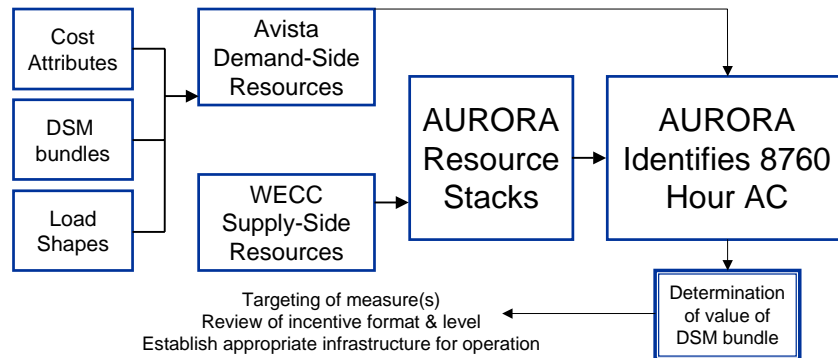 Cost
Attributes
DSM
bundles
Load
Shapes
Avista
Demand-Side
Resources
WECC
Supply-Side
Resources
AURORA
Resource
Stacks
AURORA
Identifies 8760
Hour AC
Determination
of value of
DSM bundle
Targeting of measure(s)
Review of incentive format & level
Establish appropriate infrastructure for operation